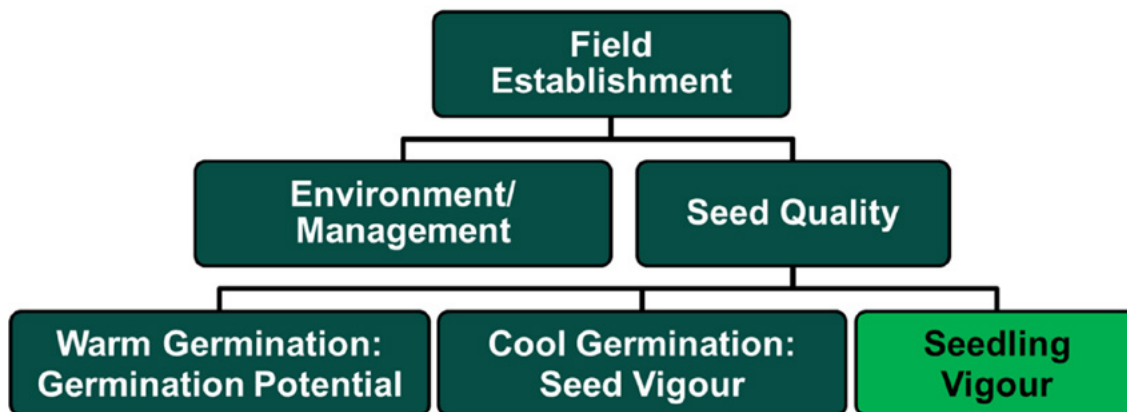 Field
Establishment
Environment/
Management
Seed Quality
Warm Germination:
Germination Potential
Cool Germination:
Seed Vigour
Seedling
Vigour